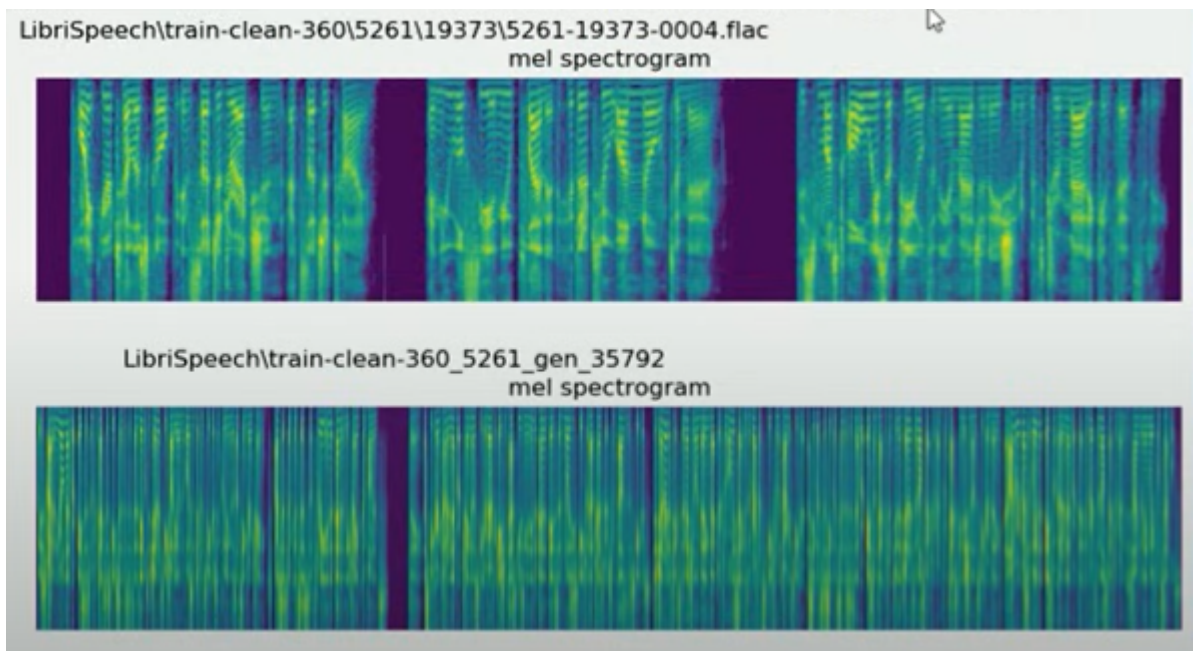 LibriSpeech\train-clean-360\5261\19373\5261-19373-0004.flac
mel spectrogram
LibriSpeech\train-clean-360_5261_gen_35792
mel spectrogram